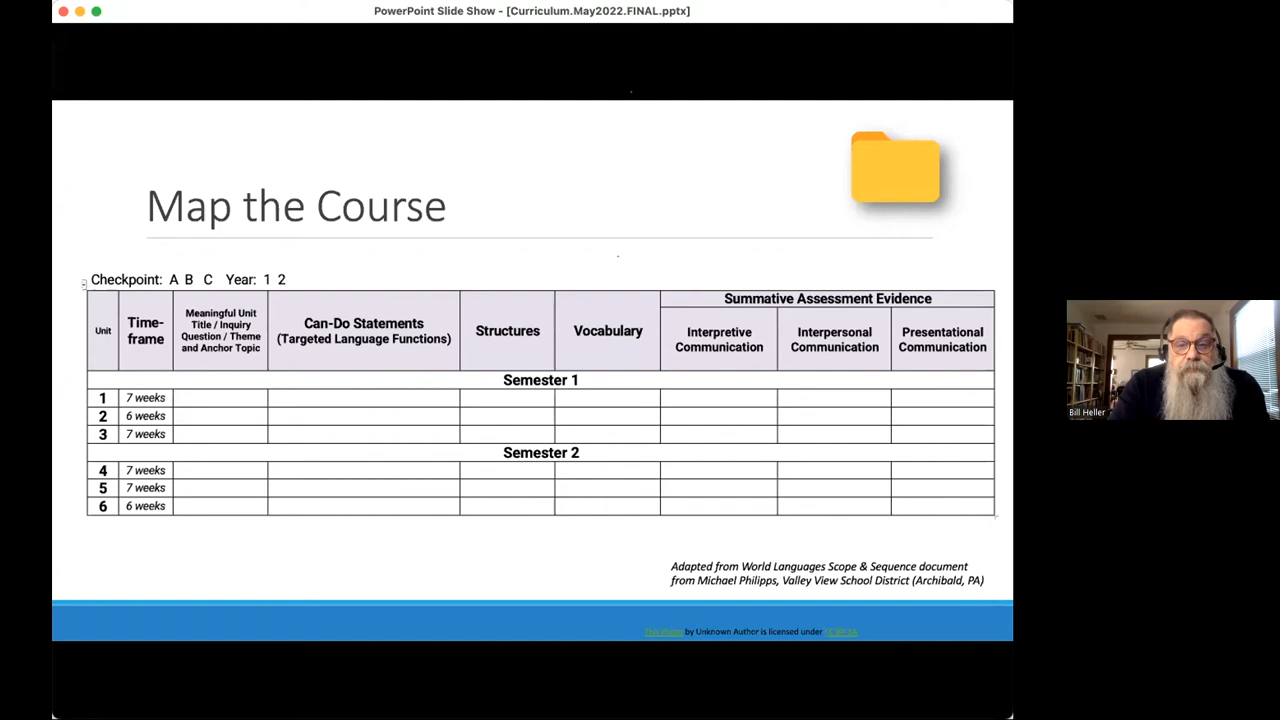 PowerPoint Slide Show - [Curriculum.May2022.FINAL.pptx]
Map the Course
Checkpoint: A B C Year: 1 2
Unit
Time-
frame
Meaningful Unit
Title / Inquiry
Question / Theme
and Anchor Topic
Can-Do Statements
(Targeted Language Functions)
Structures
Vocabulary
Summative Assessment Evidence
Interpretive
Communication
Interpersonal
Communication
Presentational
Communication
Semester 1
1 7 weeks
2 6 weeks
3 7 weeks
Semester 2
4 7 weeks
5 7 weeks
6 6 weeks
Adapted from World Languages Scope & Sequence document
from Michael Philipps, Valley View School District (Archibald, PA)
This Photo by Unknown Author is licensed under CC BY-SA
Bill Heller